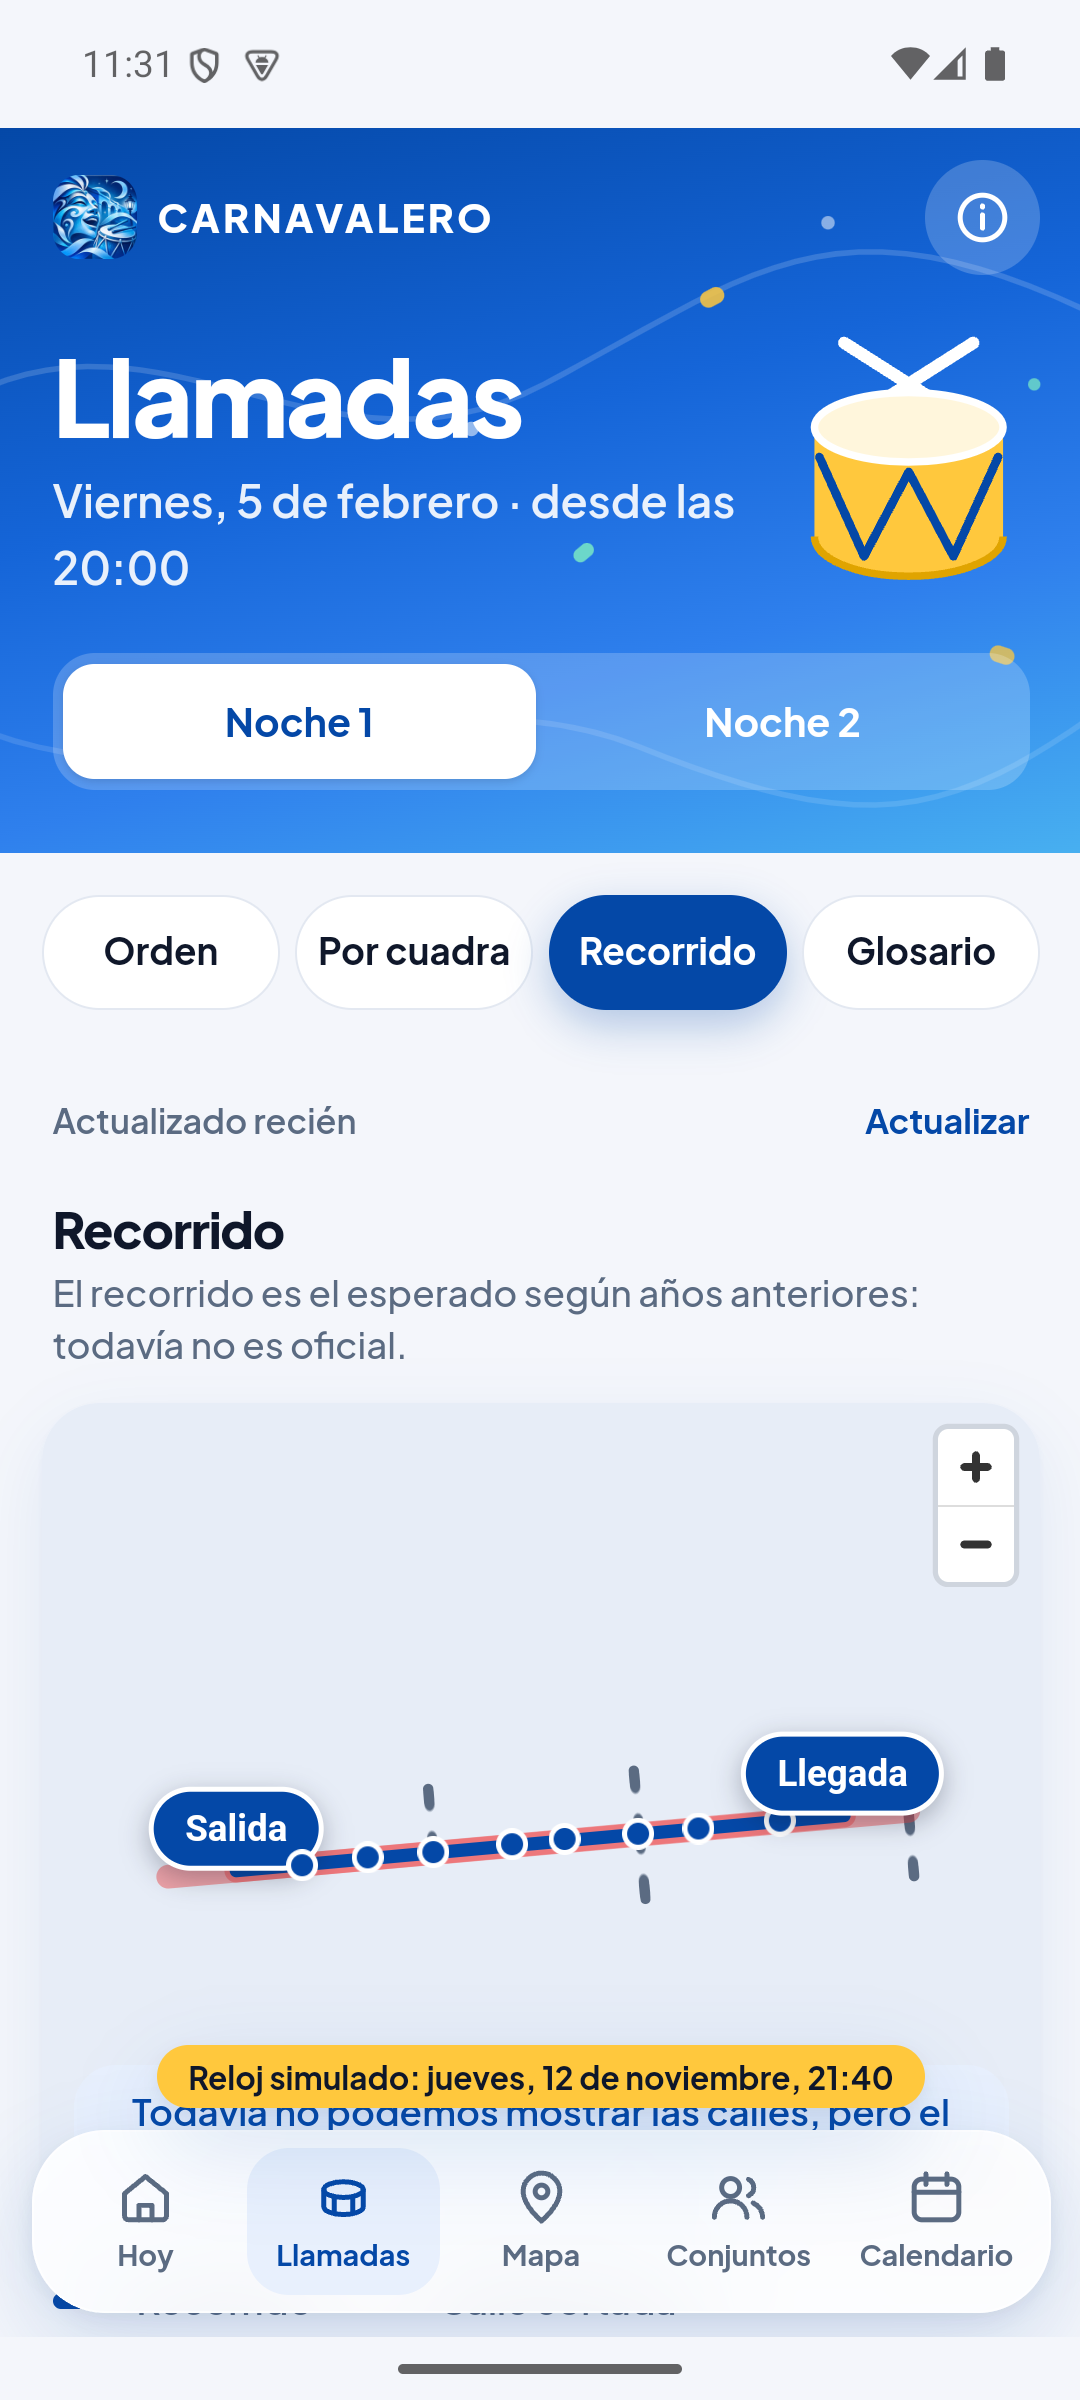 11:31
CARNAVALERO
Llamadas
Viernes, 5 de febrero · desde las
20:00
Noche 1
Noche 2
Orden
Por cuadra
Recorrido
Glosario
Actualizado recién
Actualizar
Recorrido
El recorrido es el esperado según años anteriores:
todavía no es oficial.
Llegada
Salida
Reloj simulado: jueves, 12 de noviembre, 21:40
Todavía no podemos mostrar las calles, pero el
Hoy
Llamadas
Mapa
Conjuntos
Calendario